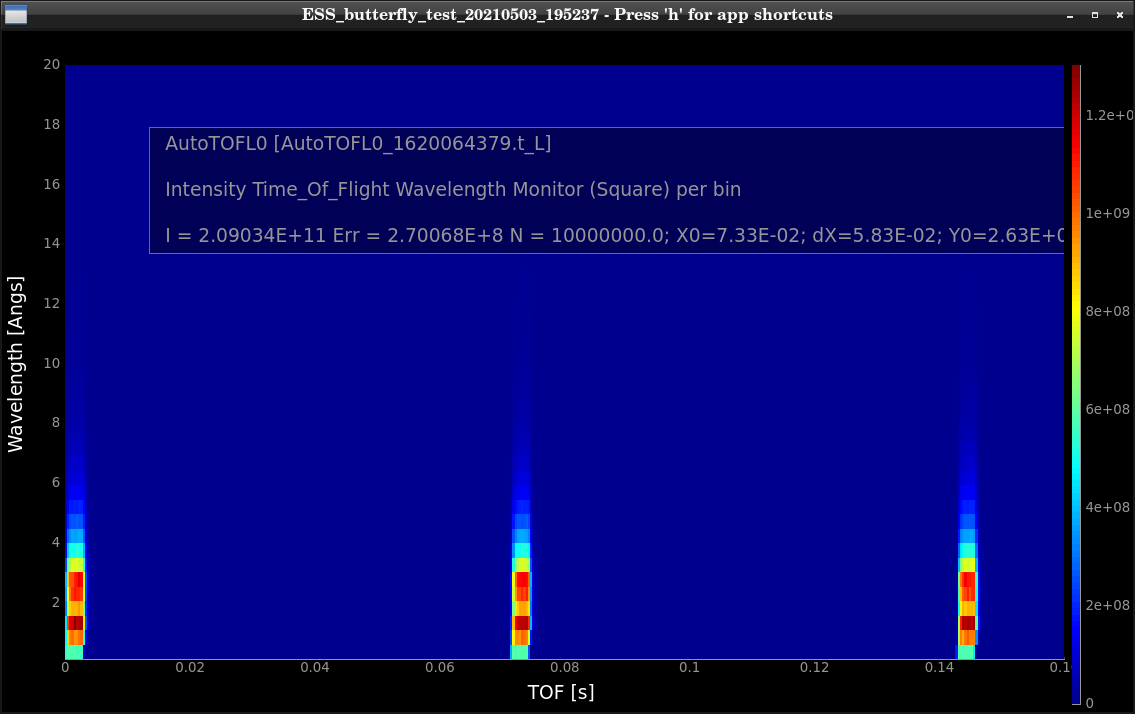 ESS_butterfly_test_20210503_195237 - Press 'h' for app shortcuts
20
18
16
14
12
10
8
6
4
2
Wavelength [Angs]
AutoTOFL0 [AutoTOFL0_1620064379.t_L]
Intensity Time_Of_Flight Wavelength Monitor (Square) per bin
I = 2.09034E+11 Err = 2.70068E+8 N = 10000000.0; X0=7.33E-02; dX=5.83E-02; Y0=2.63E+0
1.2e+0
1e+09
8e+08
6e+08
4e+08
2e+08
0
0 0.02 0.04 0.06 0.08 0.1 0.12 0.14 0.1
TOF [s]